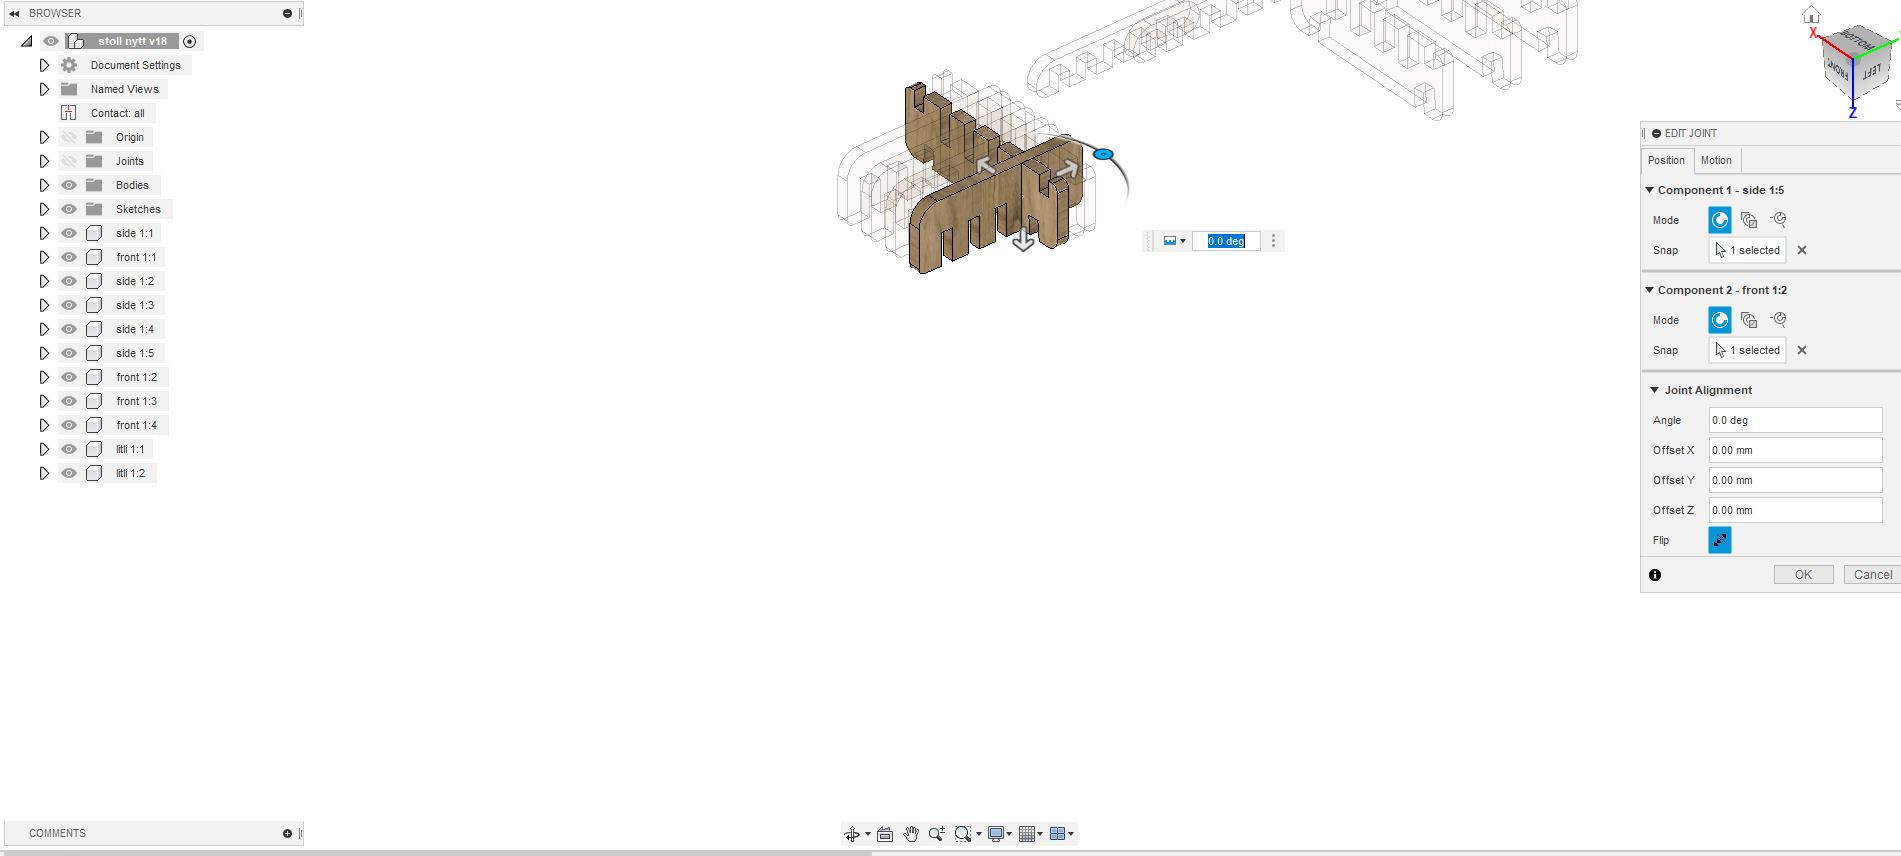 BROWSER
stoll nytt v18
Document Settings
Named Views
Contact: all
Origin
Joints
Bodies
Sketches
side 1:1
front 1:1
side 1:2
side 1:3
side 1:4
side 1:5
front 1:2
front 1:3
front 1:4
litli 1:1
litli 1:2
COMMENTS
0.0 deg
X
BOTTOM
FRONT
LEFT
Z
EDIT JOINT
Position Motion
Component 1 - side 1:5
Mode
Snap 1 selected
Component 2 - front 1:2
Mode
Snap 1 selected
Joint Alignment
Angle 0.0 deg
Offset X 0.00 mm
Offset Y 0.00 mm
Offset Z 0.00 mm
Flip
OK Cancel